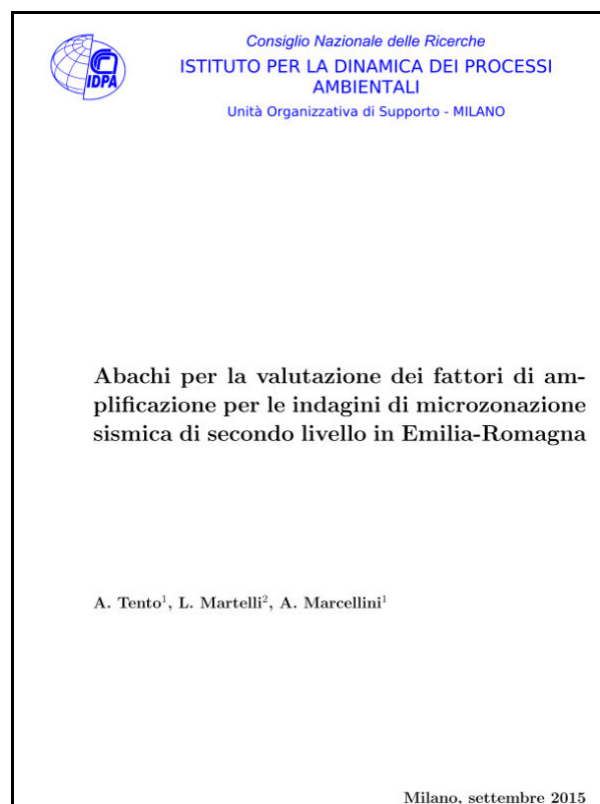 IDPA
Consiglio Nazionale delle Ricerche
ISTITUTO PER LA DINAMICA DEI PROCESSI
AMBIENTALI
Unità Organizzativa di Supporto - MILANO
Abachi per la valutazione dei fattori di am-
plificazione per le indagini di microzonazione
sismica di secondo livello in Emilia-Romagna
A. Tento¹, L. Martelli², A. Marcellini¹
Milano, settembre 2015